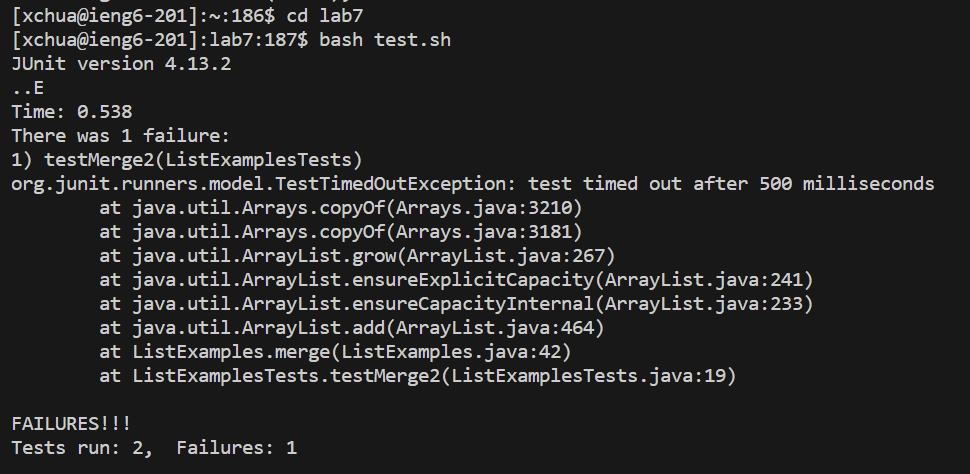 [xchua@ieng6-201]:~:186$ cd lab7
[xchua@ieng6-201]:lab7:187$ bash test.sh
JUnit version 4.13.2
..E
Time: 0.538
There was 1 failure:
1) testMerge2(ListExamplesTests)
org.junit.runners.model.TestTimedOutException: test timed out after 500 milliseconds
        at java.util.Arrays.copyOf(Arrays.java:3210)
        at java.util.Arrays.copyOf(Arrays.java:3181)
        at java.util.ArrayList.grow(ArrayList.java:267)
        at java.util.ArrayList.ensureExplicitCapacity(ArrayList.java:241)
        at java.util.ArrayList.ensureCapacityInternal(ArrayList.java:233)
        at java.util.ArrayList.add(ArrayList.java:464)
        at ListExamples.merge(ListExamples.java:42)
        at ListExamplesTests.testMerge2(ListExamplesTests.java:19)

FAILURES!!!
Tests run: 2,  Failures: 1